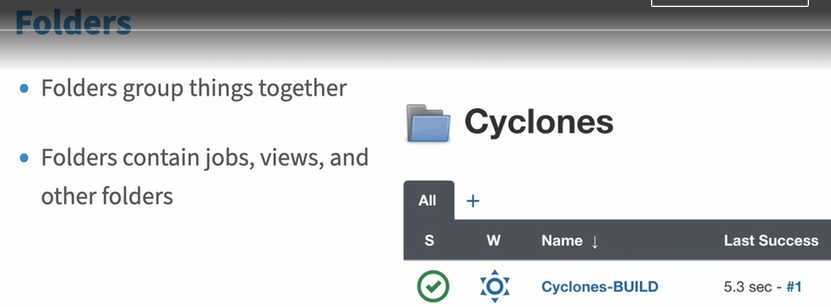 Folders
• Folders group things together
• Folders contain jobs, views, and
other folders
Cyclones
All +
S W Name ↓ Last Success
Cyclones-BUILD 5.3 sec - #1